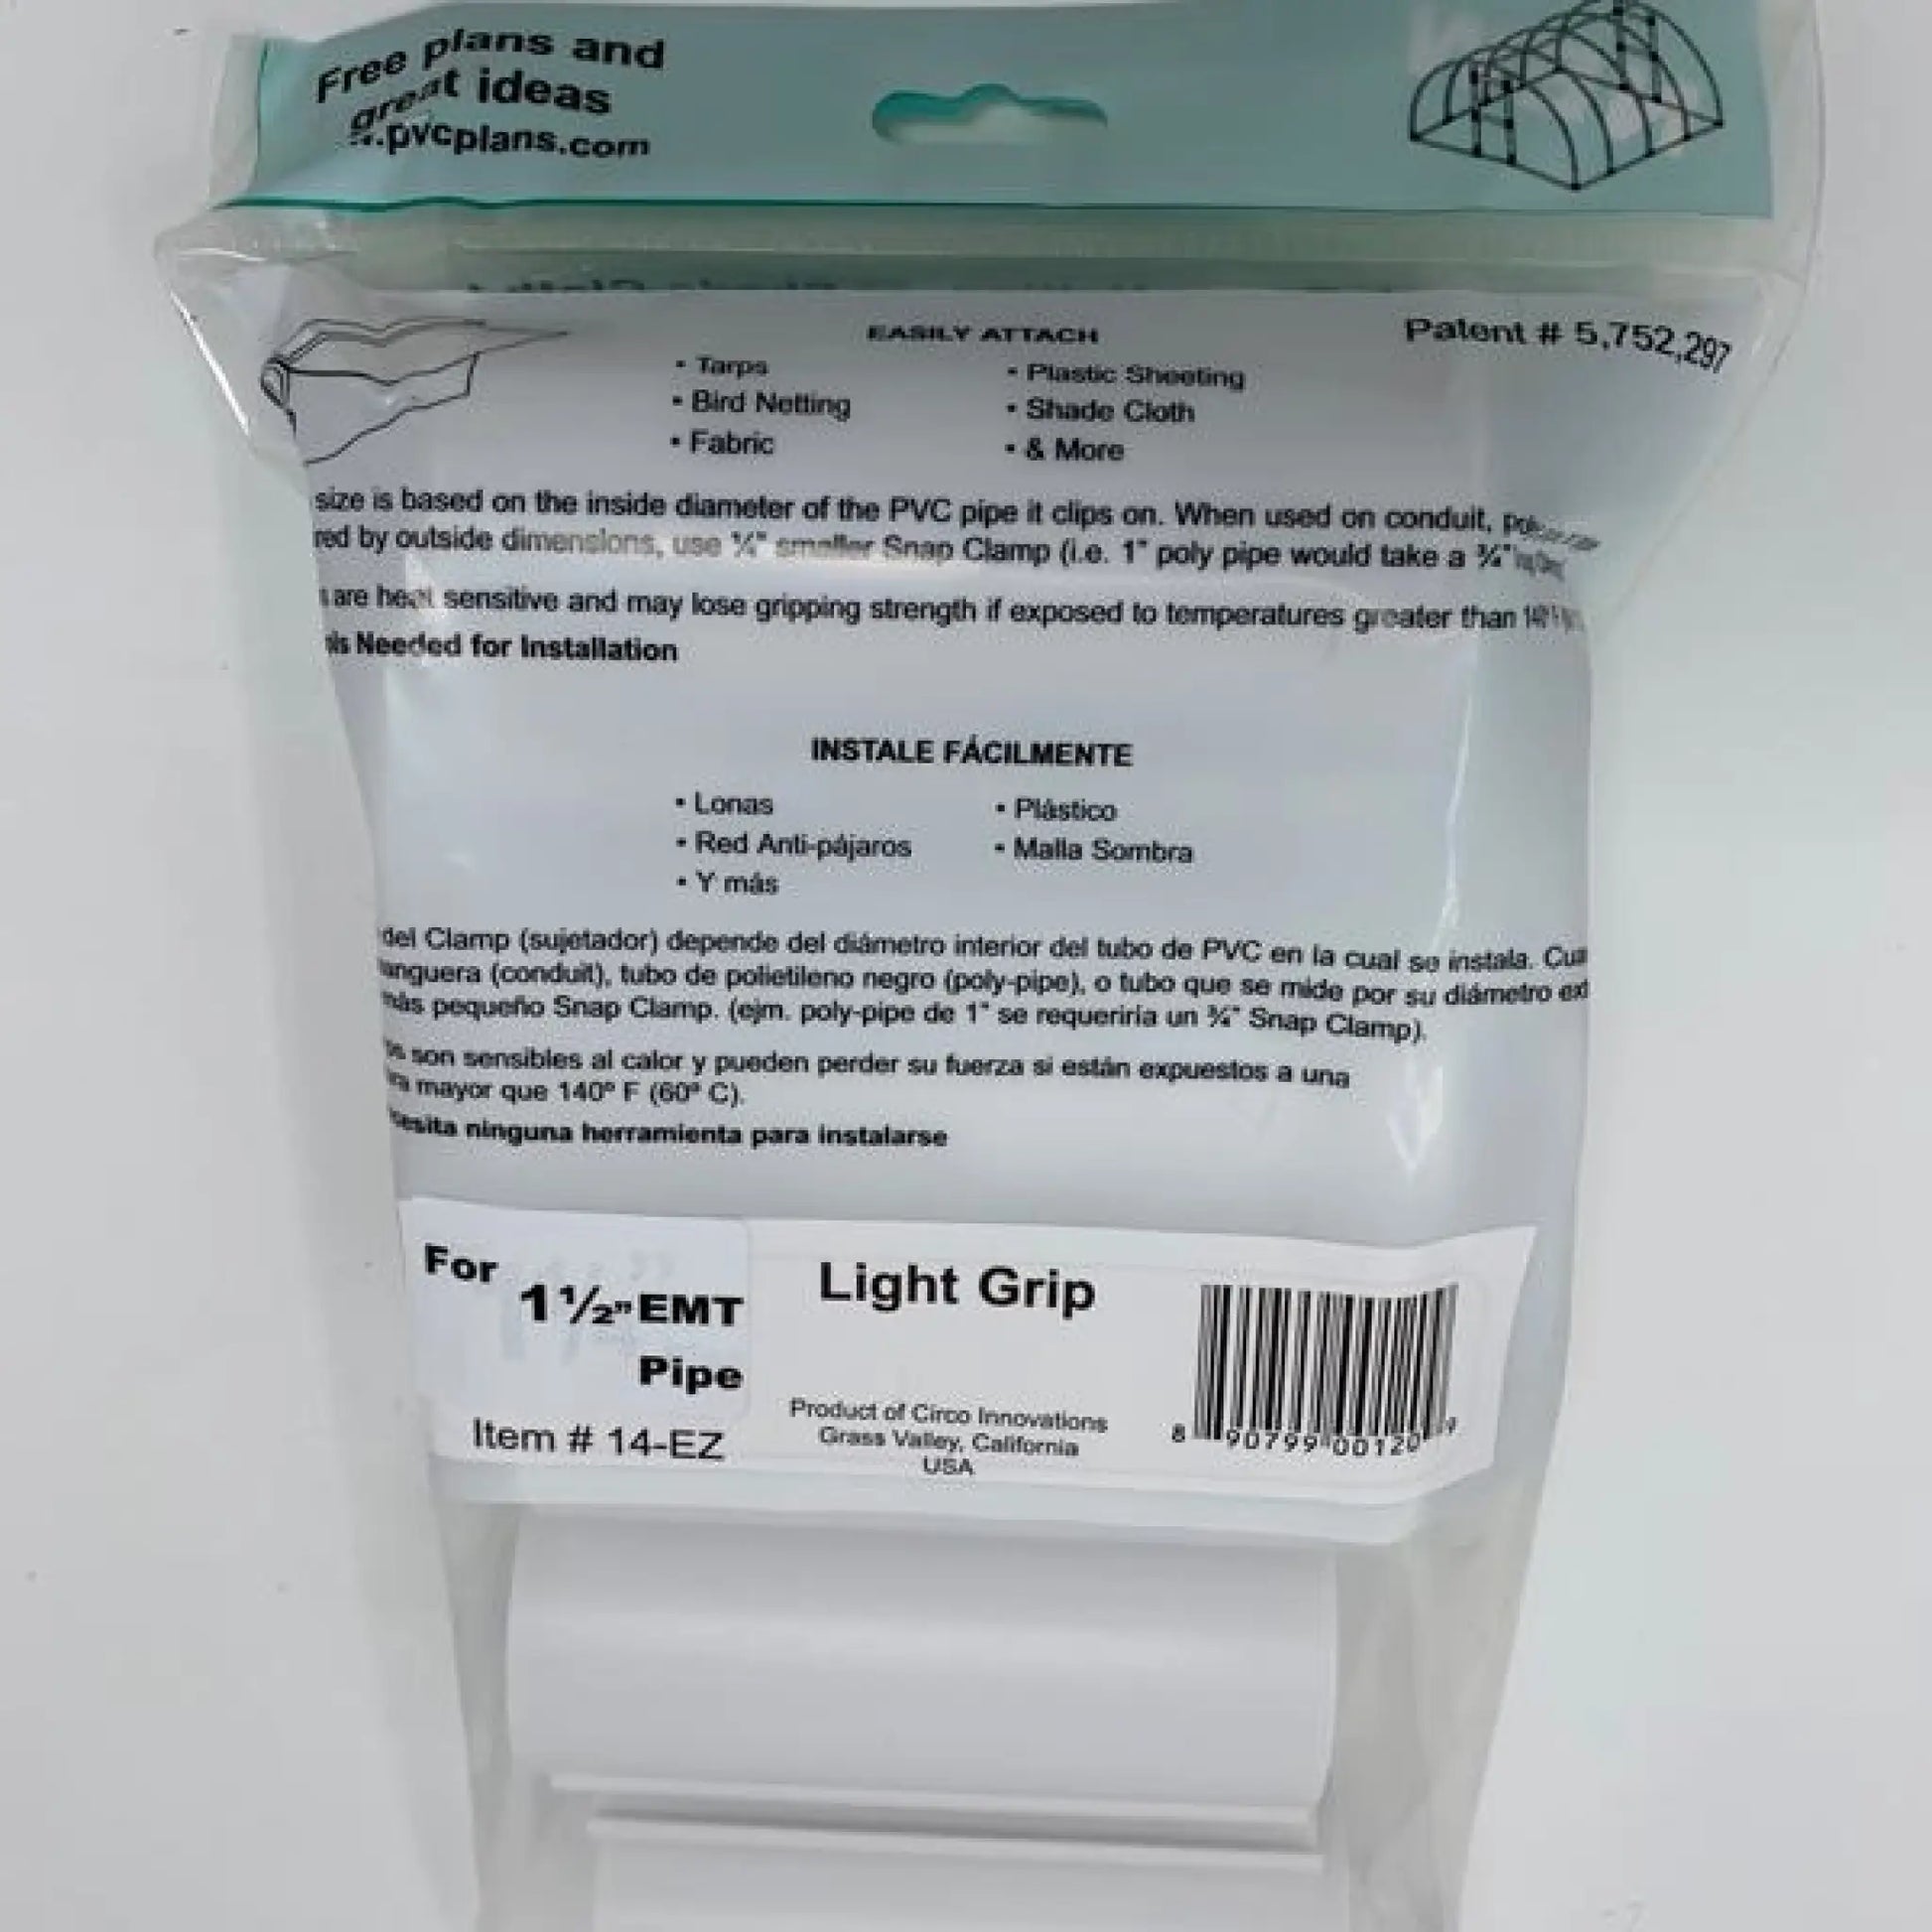 Free plans and
great ideas
.pvcplans.com
EASILY ATTACH
Patent # 5,752,297
• Tarps
• Plastic Sheeting
• Bird Netting
• Shade Cloth
• Fabric
• & More
size is based on the inside diameter of the PVC pipe it clips on. When used on conduit,
red by outside dimensions, use ¼" smaller Snap Clamp (i.e. 1" poly pipe would take a ¾"
are heat sensitive and may lose gripping strength if exposed to temperatures greater than
Needed for Installation
INSTALE FÁCILMENTE
• Lonas
• Plástico
• Red Anti-pájaros
• Malla Sombra
• Y más
del Clamp (sujetador) depende del diámetro interior del tubo de PVC en la cual se instala. Cua
anguera (conduit), tubo de polietileno negro (poly-pipe), o tubo que se mide por su diámetro ext
más pequeño Snap Clamp. (ejm. poly-pipe de 1" se requeriria un ¾" Snap Clamp).
son sensibles al calor y pueden perder su fuerza si están expuestos a una
mayor que 140º F (60º C).
cesita ninguna herramienta para instalarse
For
1½" EMT
Pipe
Light Grip
Item # 14-EZ
Product of Circo Innovations
Grass Valley, California
USA
8 90799 00120 9